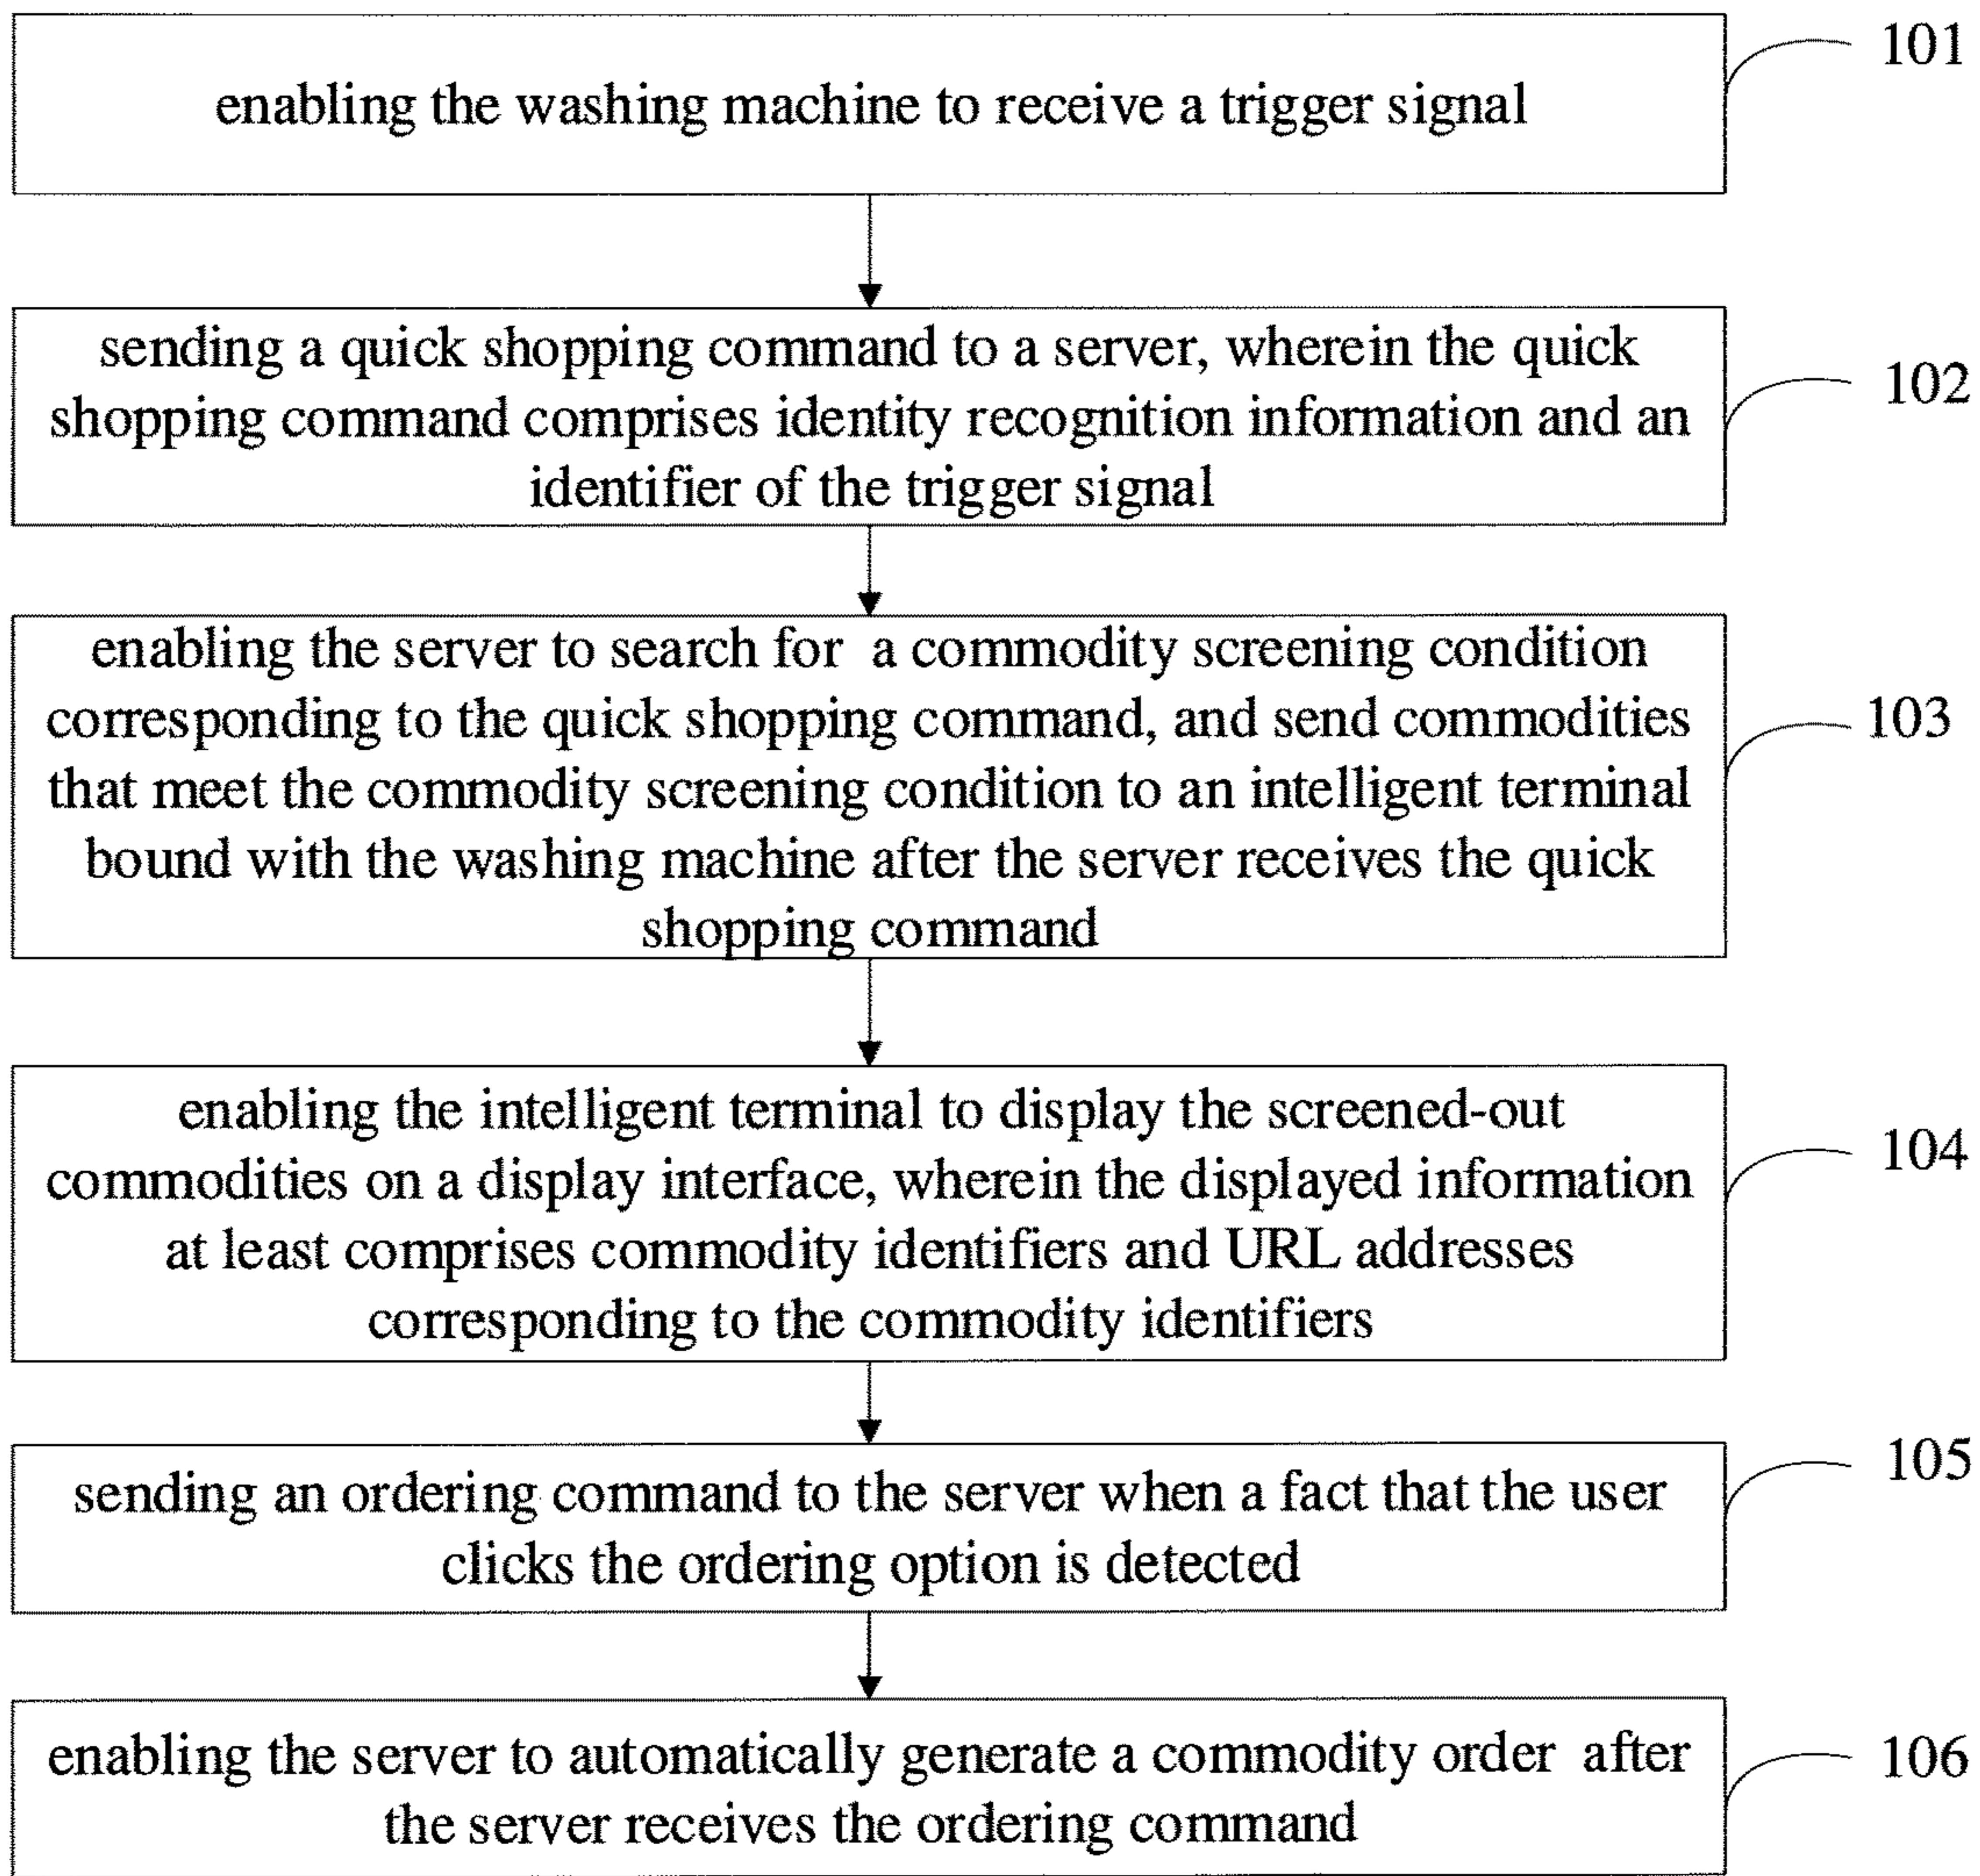 101
enabling the washing machine to receive a trigger signal
sending a quick shopping command to a server, wherein the quick
shopping command comprises identity recognition information and an
identifier of the trigger signal
102
enabling the server to search for a commodity screening condition
corresponding to the quick shopping command, and send commodities
that meet the commodity screening condition to an intelligent terminal
bound with the washing machine after the server receives the quick
shopping command
103
enabling the intelligent terminal to display the screened-out
commodities on a display interface, wherein the displayed information
at least comprises commodity identifiers and URL addresses
corresponding to the commodity identifiers
104
sending an ordering command to the server when a fact that the user
clicks the ordering option is detected
105
enabling the server to automatically generate a commodity order after
the server receives the ordering command
106